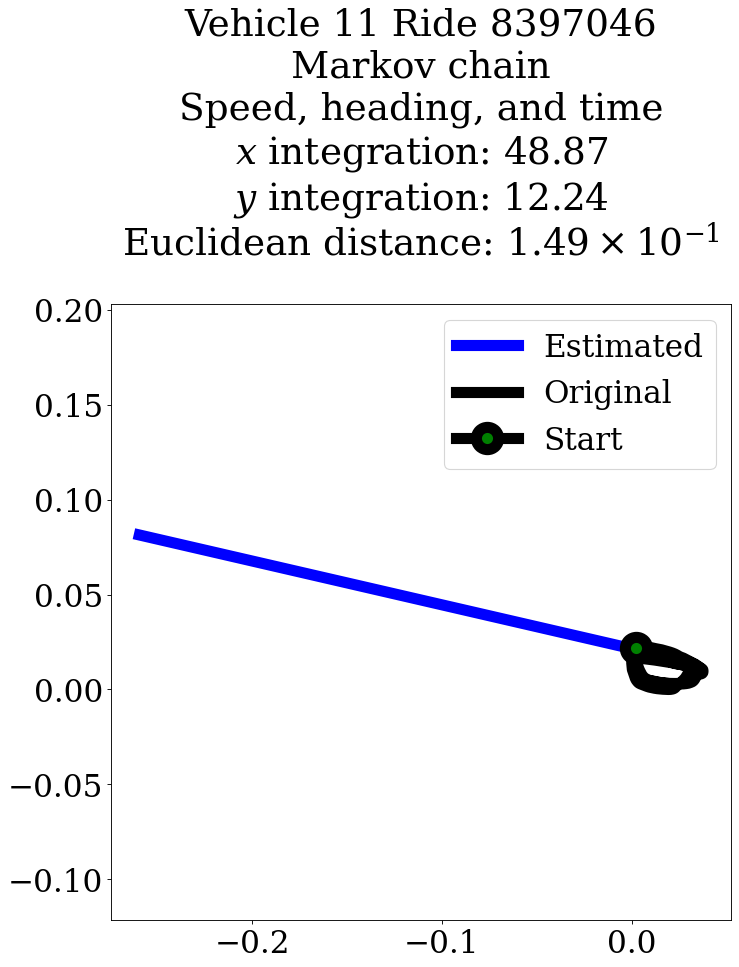 Vehicle 11 Ride 8397046
Markov chain
Speed, heading, and time
x integration: 48.87
y integration: 12.24
Euclidean distance: 1.49 × 10⁻¹
0.20
0.15
0.10
0.05
0.00
−0.05
−0.10
Estimated
Original
Start
−0.2
−0.1
0.0